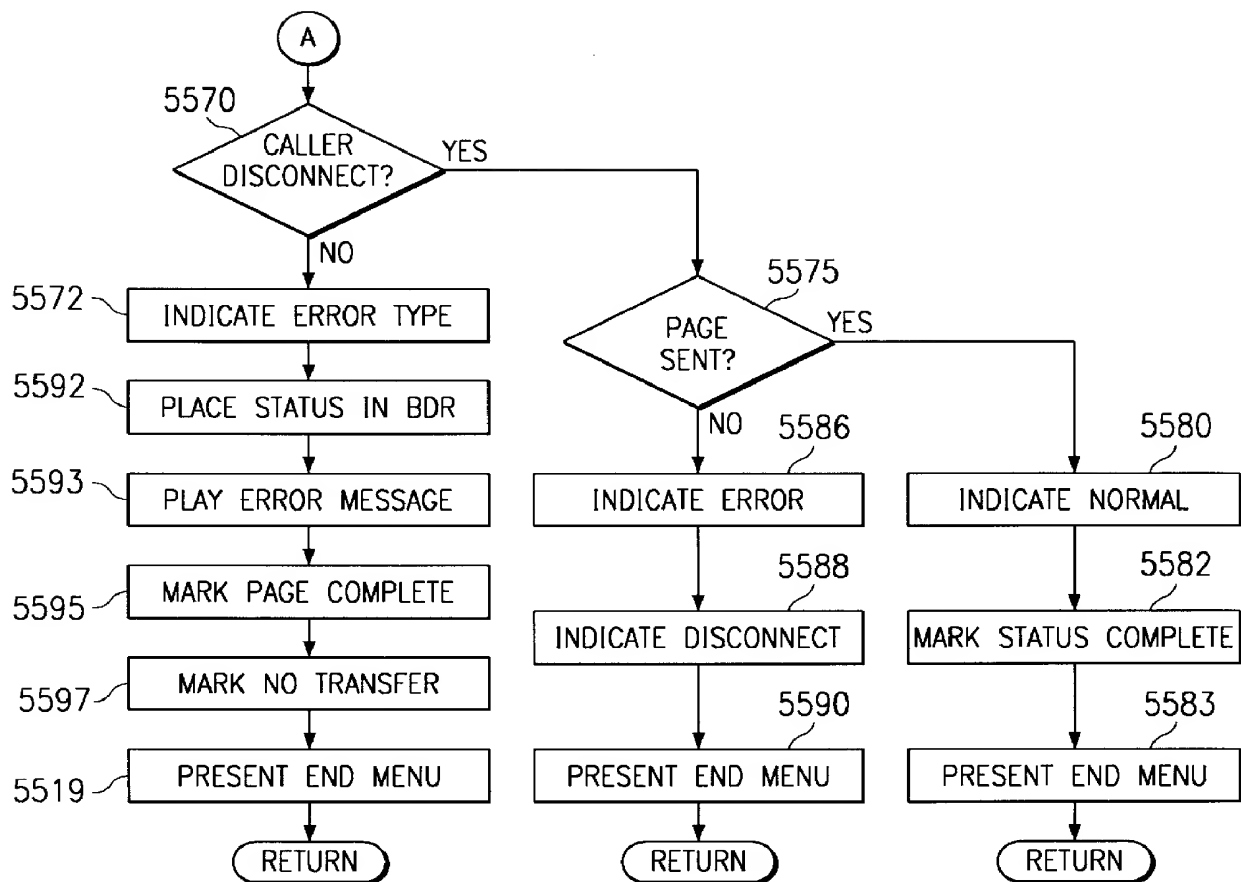 A
5570
CALLER
DISCONNECT?
YES
NO
5572
INDICATE ERROR TYPE
5592
PLACE STATUS IN BDR
5593
PLAY ERROR MESSAGE
5595
MARK PAGE COMPLETE
5597
MARK NO TRANSFER
5519
PRESENT END MENU
RETURN
5575
PAGE
SENT?
YES
NO
5586
INDICATE ERROR
5588
INDICATE DISCONNECT
5590
PRESENT END MENU
RETURN
5580
INDICATE NORMAL
5582
MARK STATUS COMPLETE
5583
PRESENT END MENU
RETURN